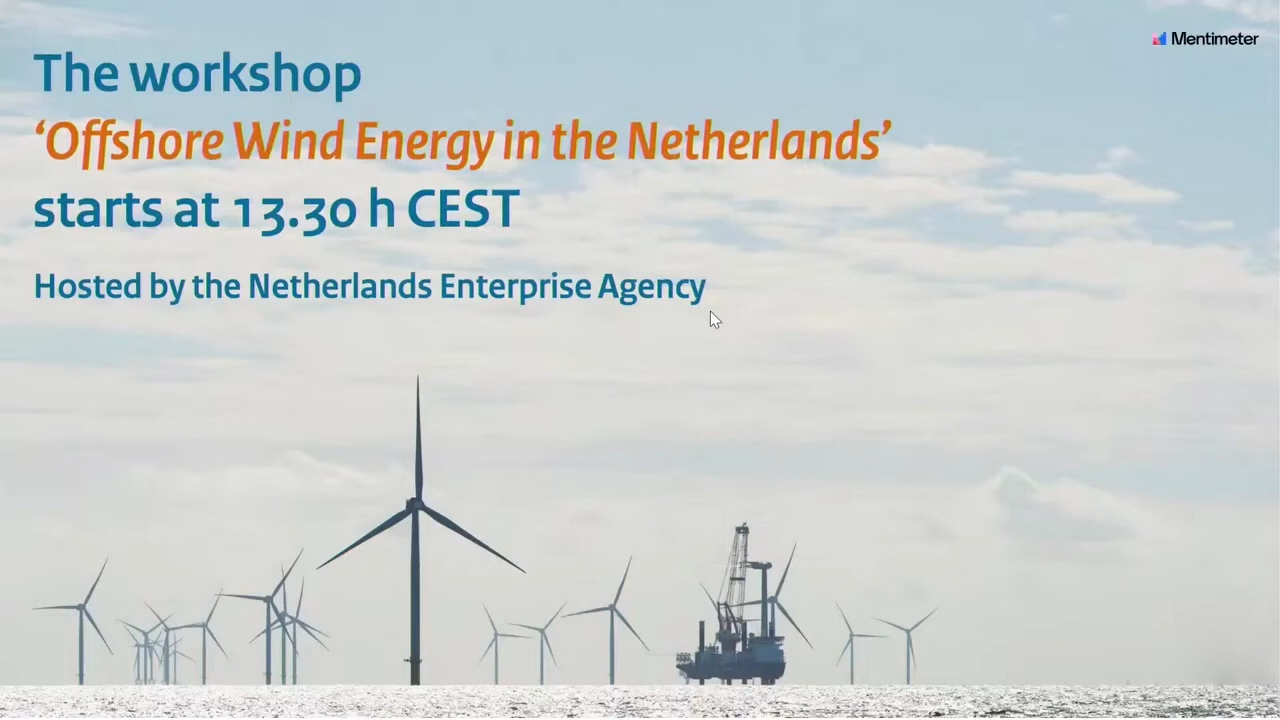 Mentimeter
The workshop
‘Offshore Wind Energy in the Netherlands’
starts at 13.30 h CEST
Hosted by the Netherlands Enterprise Agency